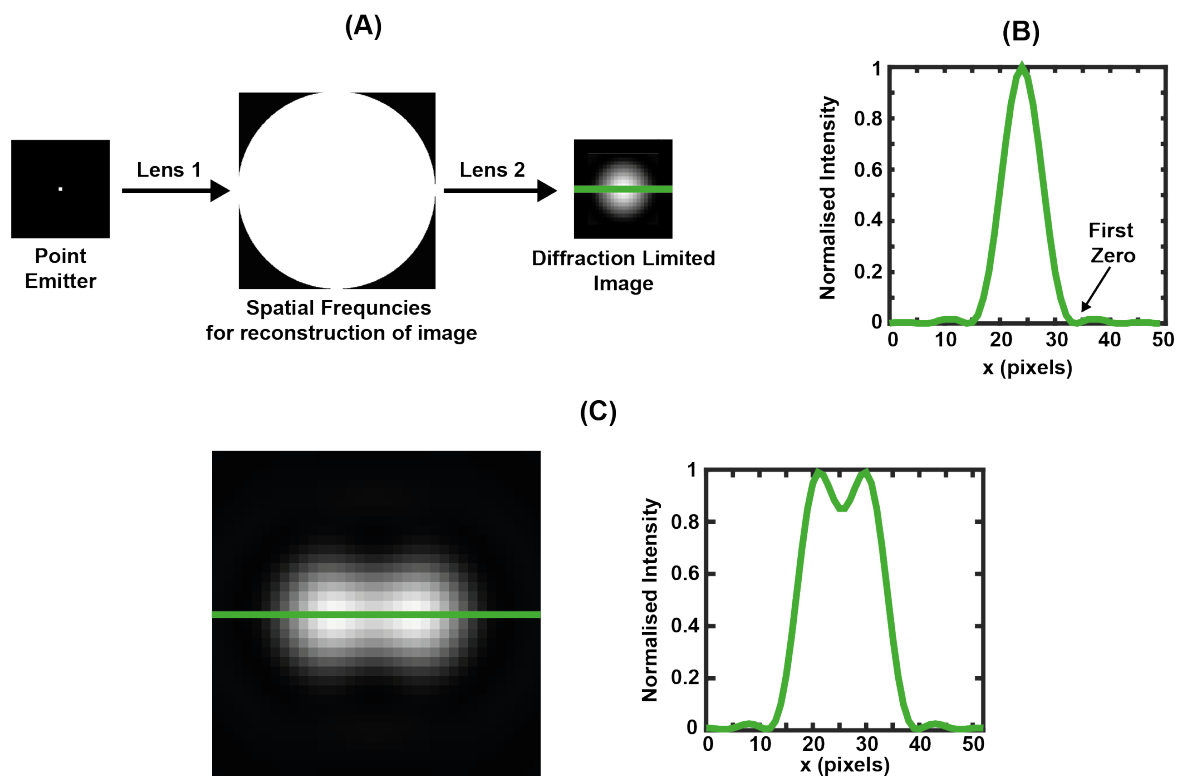 (A)
Lens 1
Lens 2
Point
Emitter
Spatial Frequncies
for reconstruction of image
Diffraction Limited
Image
(B)
Normalised Intensity
1
0.8
0.6
0.4
0.2
0
First
Zero
0 10 20 30 40 50
x (pixels)
(C)
Normalised Intensity
1
0.8
0.6
0.4
0.2
0
0 10 20 30 40 50
x (pixels)